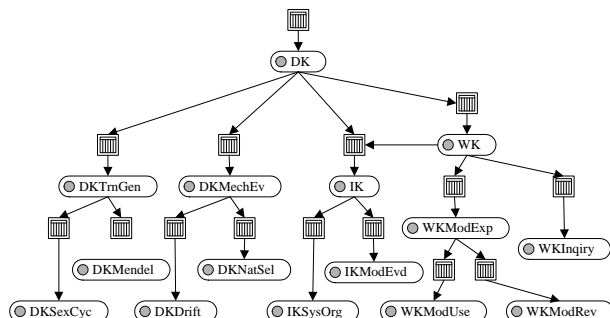 DK
WK
DKTrnGen
DKMechEv
IK
WKModExp
WKInqiry
DKMendel
DKNatSel
IKModEvd
DKSexCyc
DKDrift
IKSysOrg
WKModUse
WKModRev